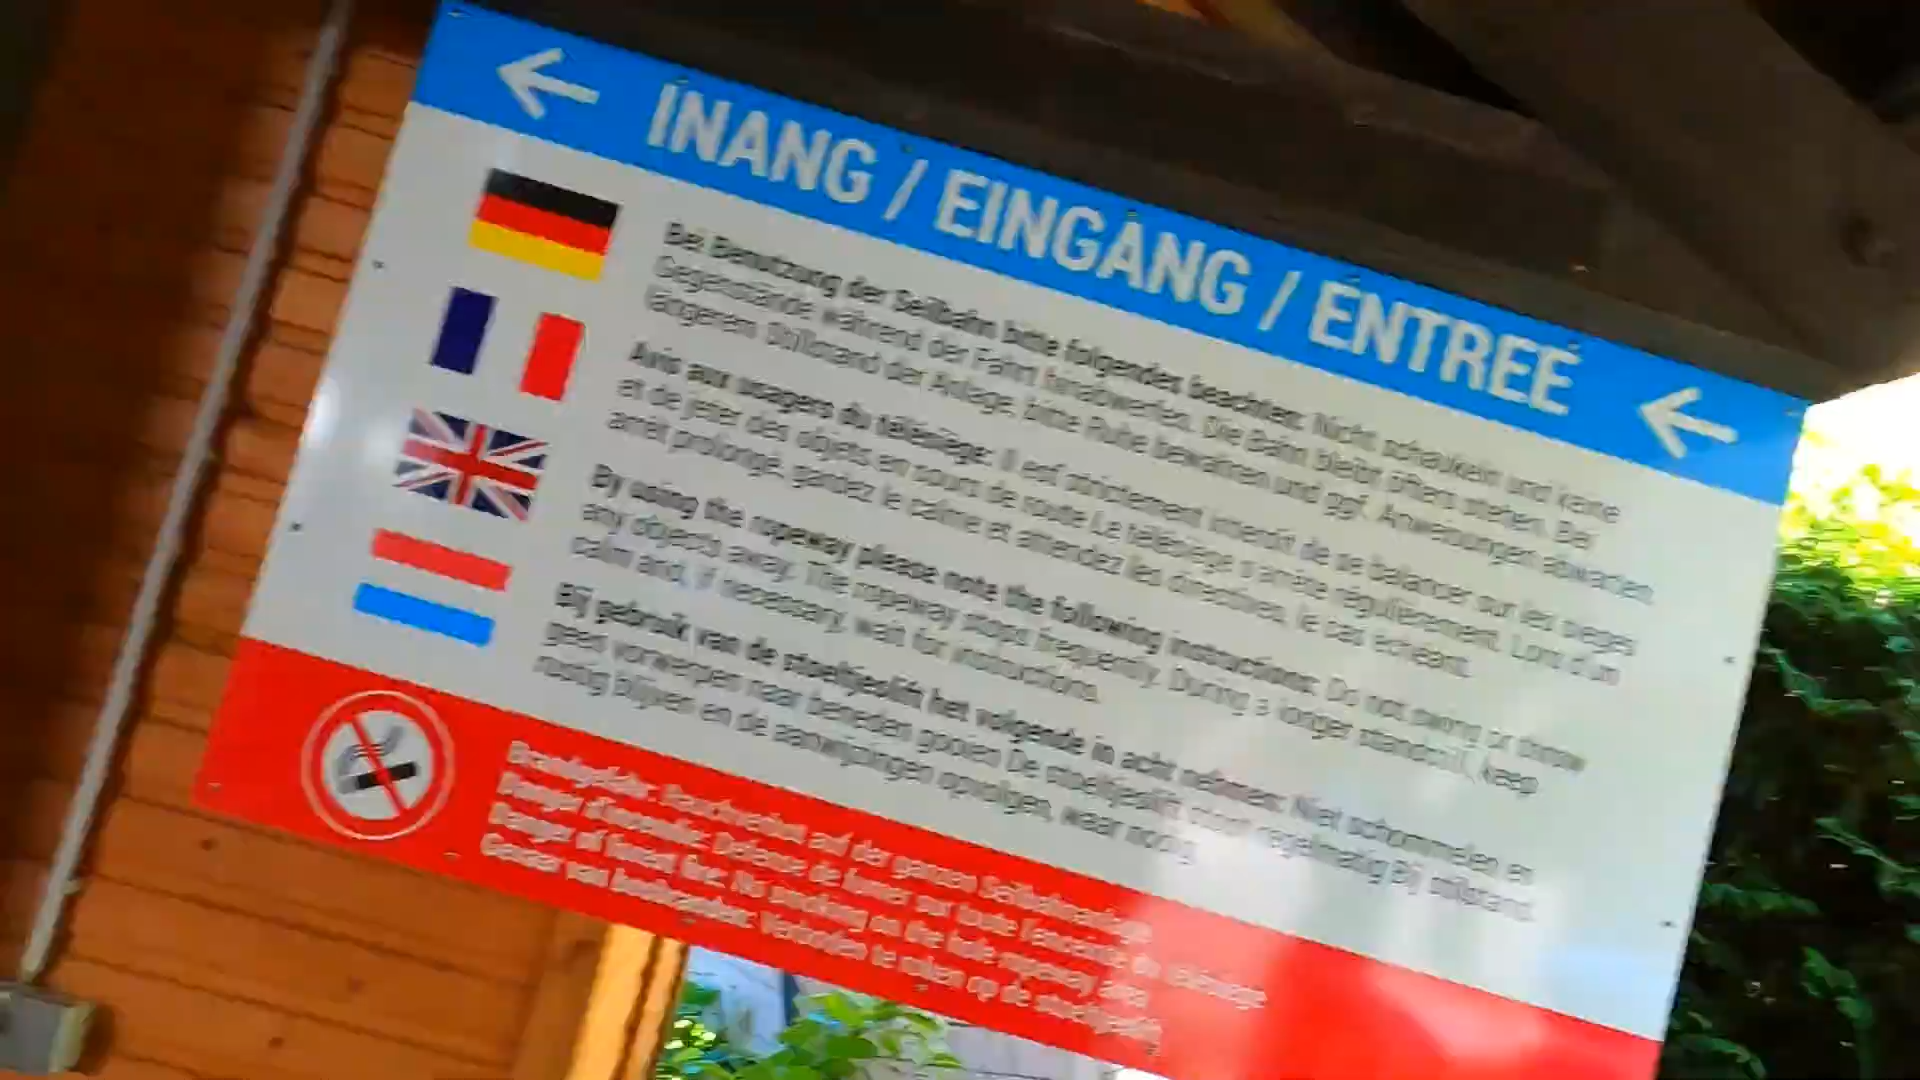 INANG / EINGANG / ENTREE
Bei Benutzung der Seilbahn bitte folgendes beachten: Nicht schaukeln und keine
Gegenstände während der Fahrt hinabwerfen. Die Bahn bleibt öfters stehen. Bei
längerem Stillstand der Anlage, bitte Ruhe bewahren und ggf. Anweisungen abwarten.
Avis aux usagers du télésiège: Il est strictement interdit de se balancer sur les sieges
et de jeter des objets en cours de route Le télésiège s'arrete régulierement. Lors d'un
arret prolongé, gardez le calme et attendez les directives, le cas echeant.
By using the ropeway please note the following instructions: Do not swing or throw
any objects away. The ropeway stops frequently. During a longer standstill, keep
calm and, if necessary, wait for instructions.
Bij gebruik van de stoeltjeslift het volgende in acht nehmen: Niet schommelen en
geen vorwerpen naar beneden gooien De stoeltjeslift stopt regelmatig Bij stilstand
rustig blijven en de aanwijzingen opvolgen, waar nodig.
Brandgefahr: Rauchverbot auf der ganzen Seilbahnanlage
Danger d'incendie: Defense de fumer sur toute l'enceinte du télésiège
Danger of forest fire: No smoking on the hole ropeway area
Gevaar van bosbranden: Verboden te roken op de stoeltjeslift